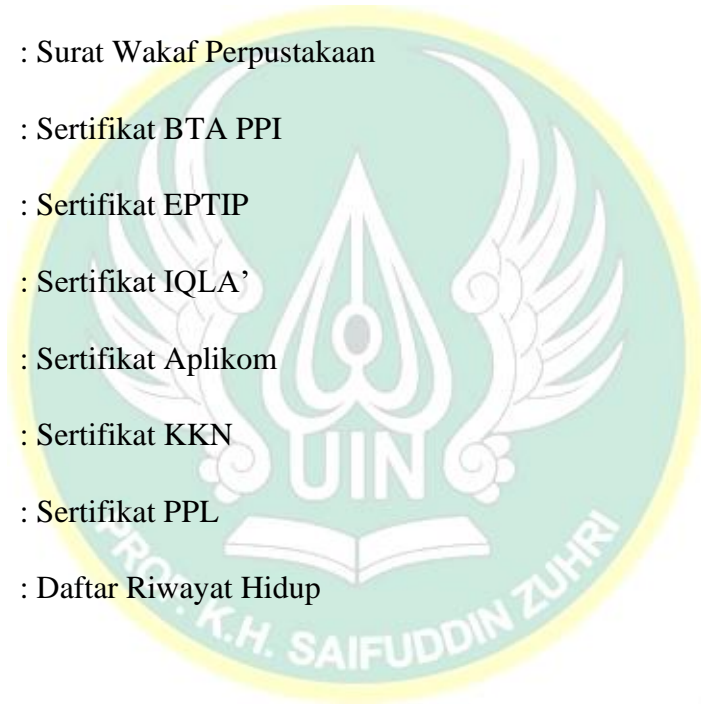 : Surat Wakaf Perpustakaan
: Sertifikat BTA PPI
: Sertifikat EPTIP
: Sertifikat IQLA’
: Sertifikat Aplikom
: Sertifikat KKN
: Sertifikat PPL
: Daftar Riwayat Hidup
UIN
PROF. K.H. SAIFUDDIN ZUHRI